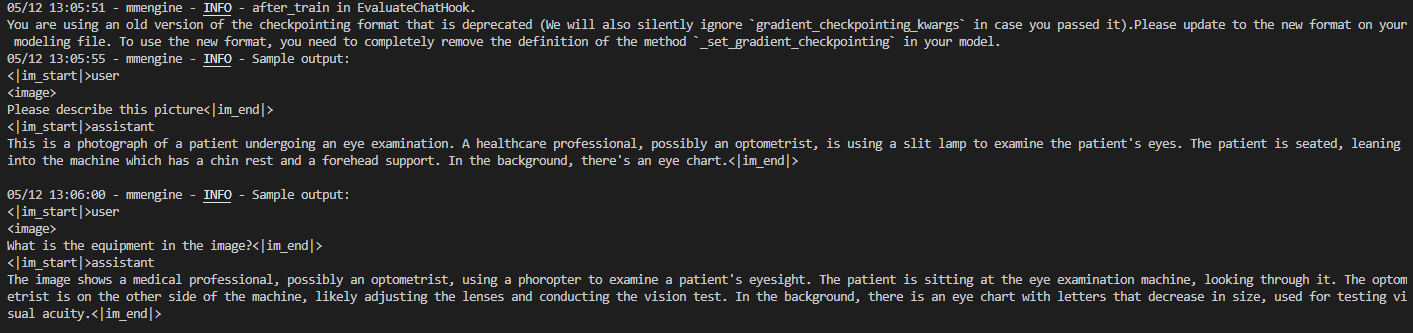 05/12 13:05:51 - mmengine - INFO - after_train in EvaluateChatHook.
You are using an old version of the checkpointing format that is deprecated (We will also silently ignore `gradient_checkpointing_kwargs` in case you passed it).Please update to the new format on your
modeling file. To use the new format, you need to completely remove the definition of the method `_set_gradient_checkpointing` in your model.
05/12 13:05:55 - mmengine - INFO - Sample output:
<|im_start|>user
<image>
Please describe this picture<|im_end|>
<|im_start|>assistant
This is a photograph of a patient undergoing an eye examination. A healthcare professional, possibly an optometrist, is using a slit lamp to examine the patient's eyes. The patient is seated, leaning
into the machine which has a chin rest and a forehead support. In the background, there's an eye chart.<|im_end|>
05/12 13:06:00 - mmengine - INFO - Sample output:
<|im_start|>user
<image>
What is the equipment in the image?<|im_end|>
<|im_start|>assistant
The image shows a medical professional, possibly an optometrist, using a phoropter to examine a patient's eyesight. The patient is sitting at the eye examination machine, looking through it. The optom
etrist is on the other side of the machine, likely adjusting the lenses and conducting the vision test. In the background, there is an eye chart with letters that decrease in size, used for testing vi
sual acuity.<|im_end|>